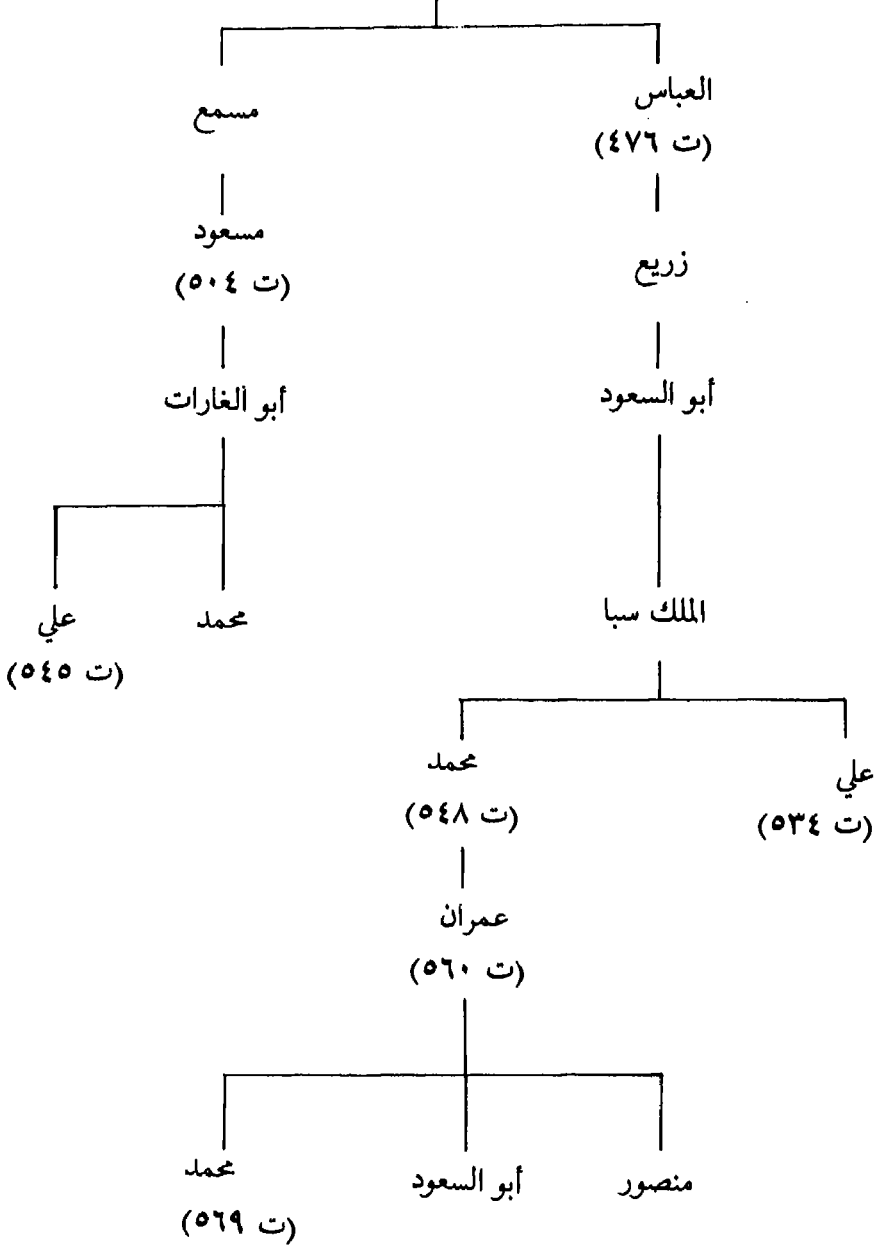 العباس
(ت ٤٧٦)
مسمع
زريع
مسعود
(ت ٥٠٤)
أبو السعود
أبو الغارات
الملك سبا
محمد
علي
(ت ٥٤٥)
علي
(ت ٥٣٤)
محمد
(ت ٥٤٨)
عمران
(ت ٥٦٠)
منصور
أبو السعود
محمد
(ت ٥٦٩)